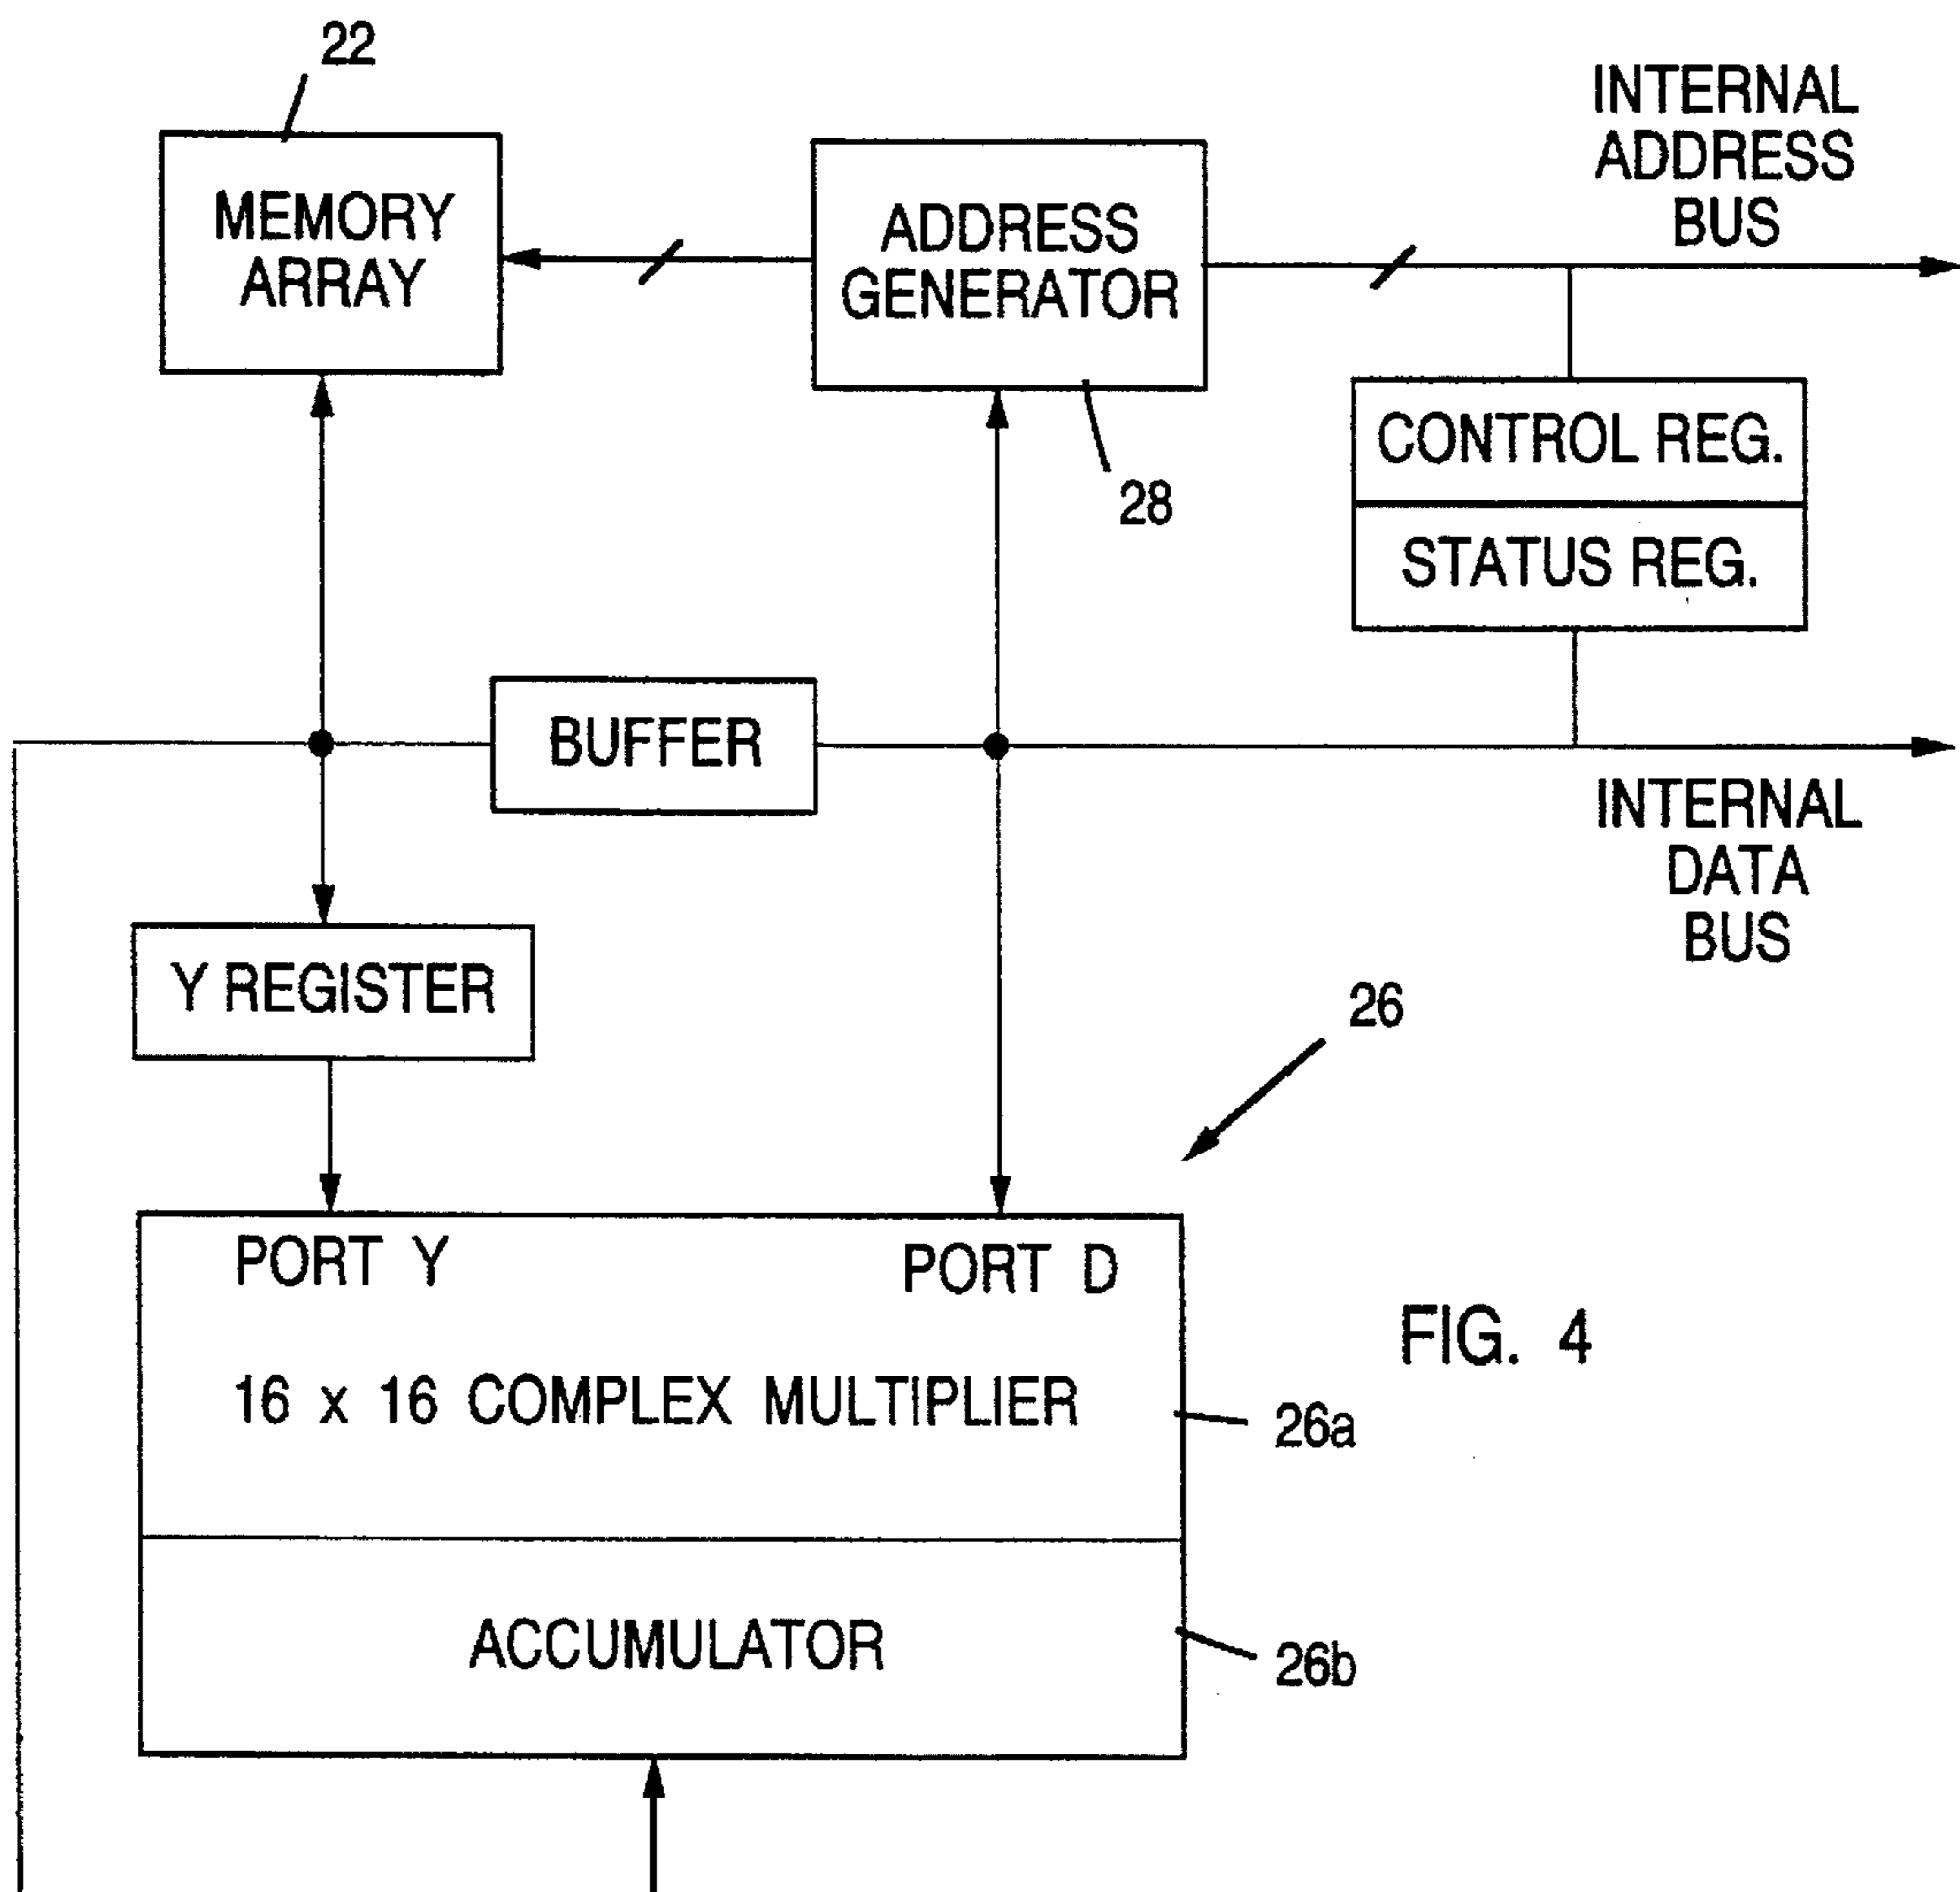 22
INTERNAL
ADDRESS
BUS
MEMORY
ARRAY
ADDRESS
GENERATOR
CONTROL REG.
28
STATUS REG.
BUFFER
INTERNAL
DATA
BUS
Y REGISTER
26
PORT Y
PORT D
FIG. 4
16 x 16 COMPLEX MULTIPLIER
26a
ACCUMULATOR
26b